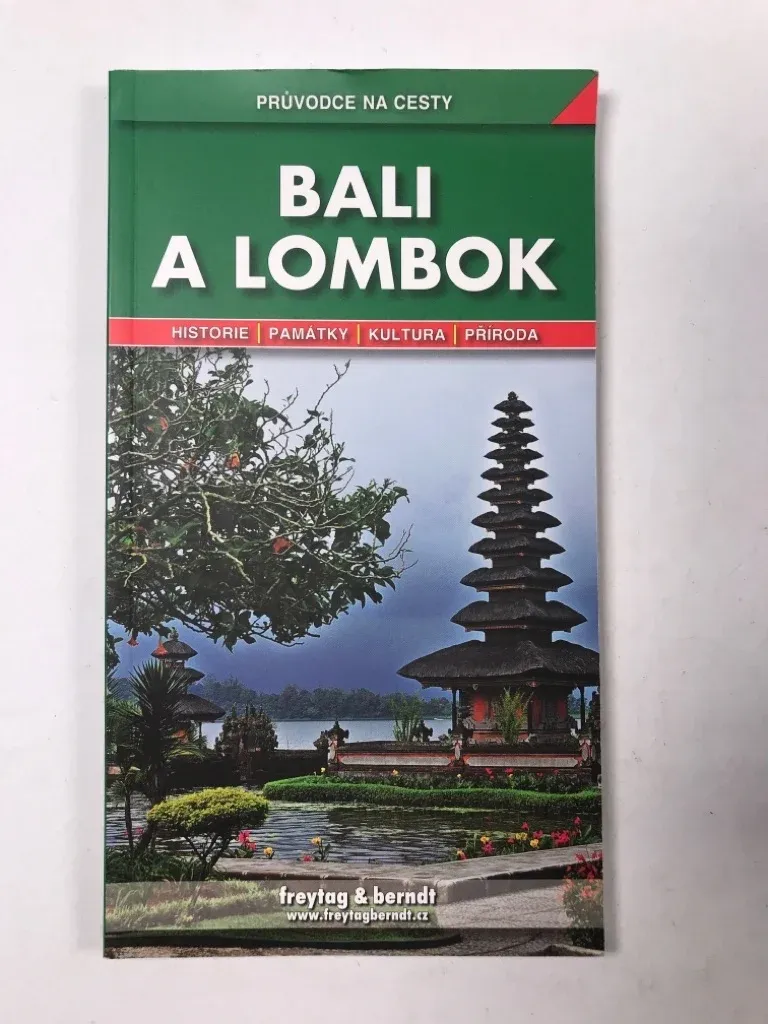 PRŮVODCE NA CESTY
BALI
A LOMBOK
HISTORIE | PAMÁTKY | KULTURA | PŘÍRODA
freytag & berndt
www.freytagberndt.cz